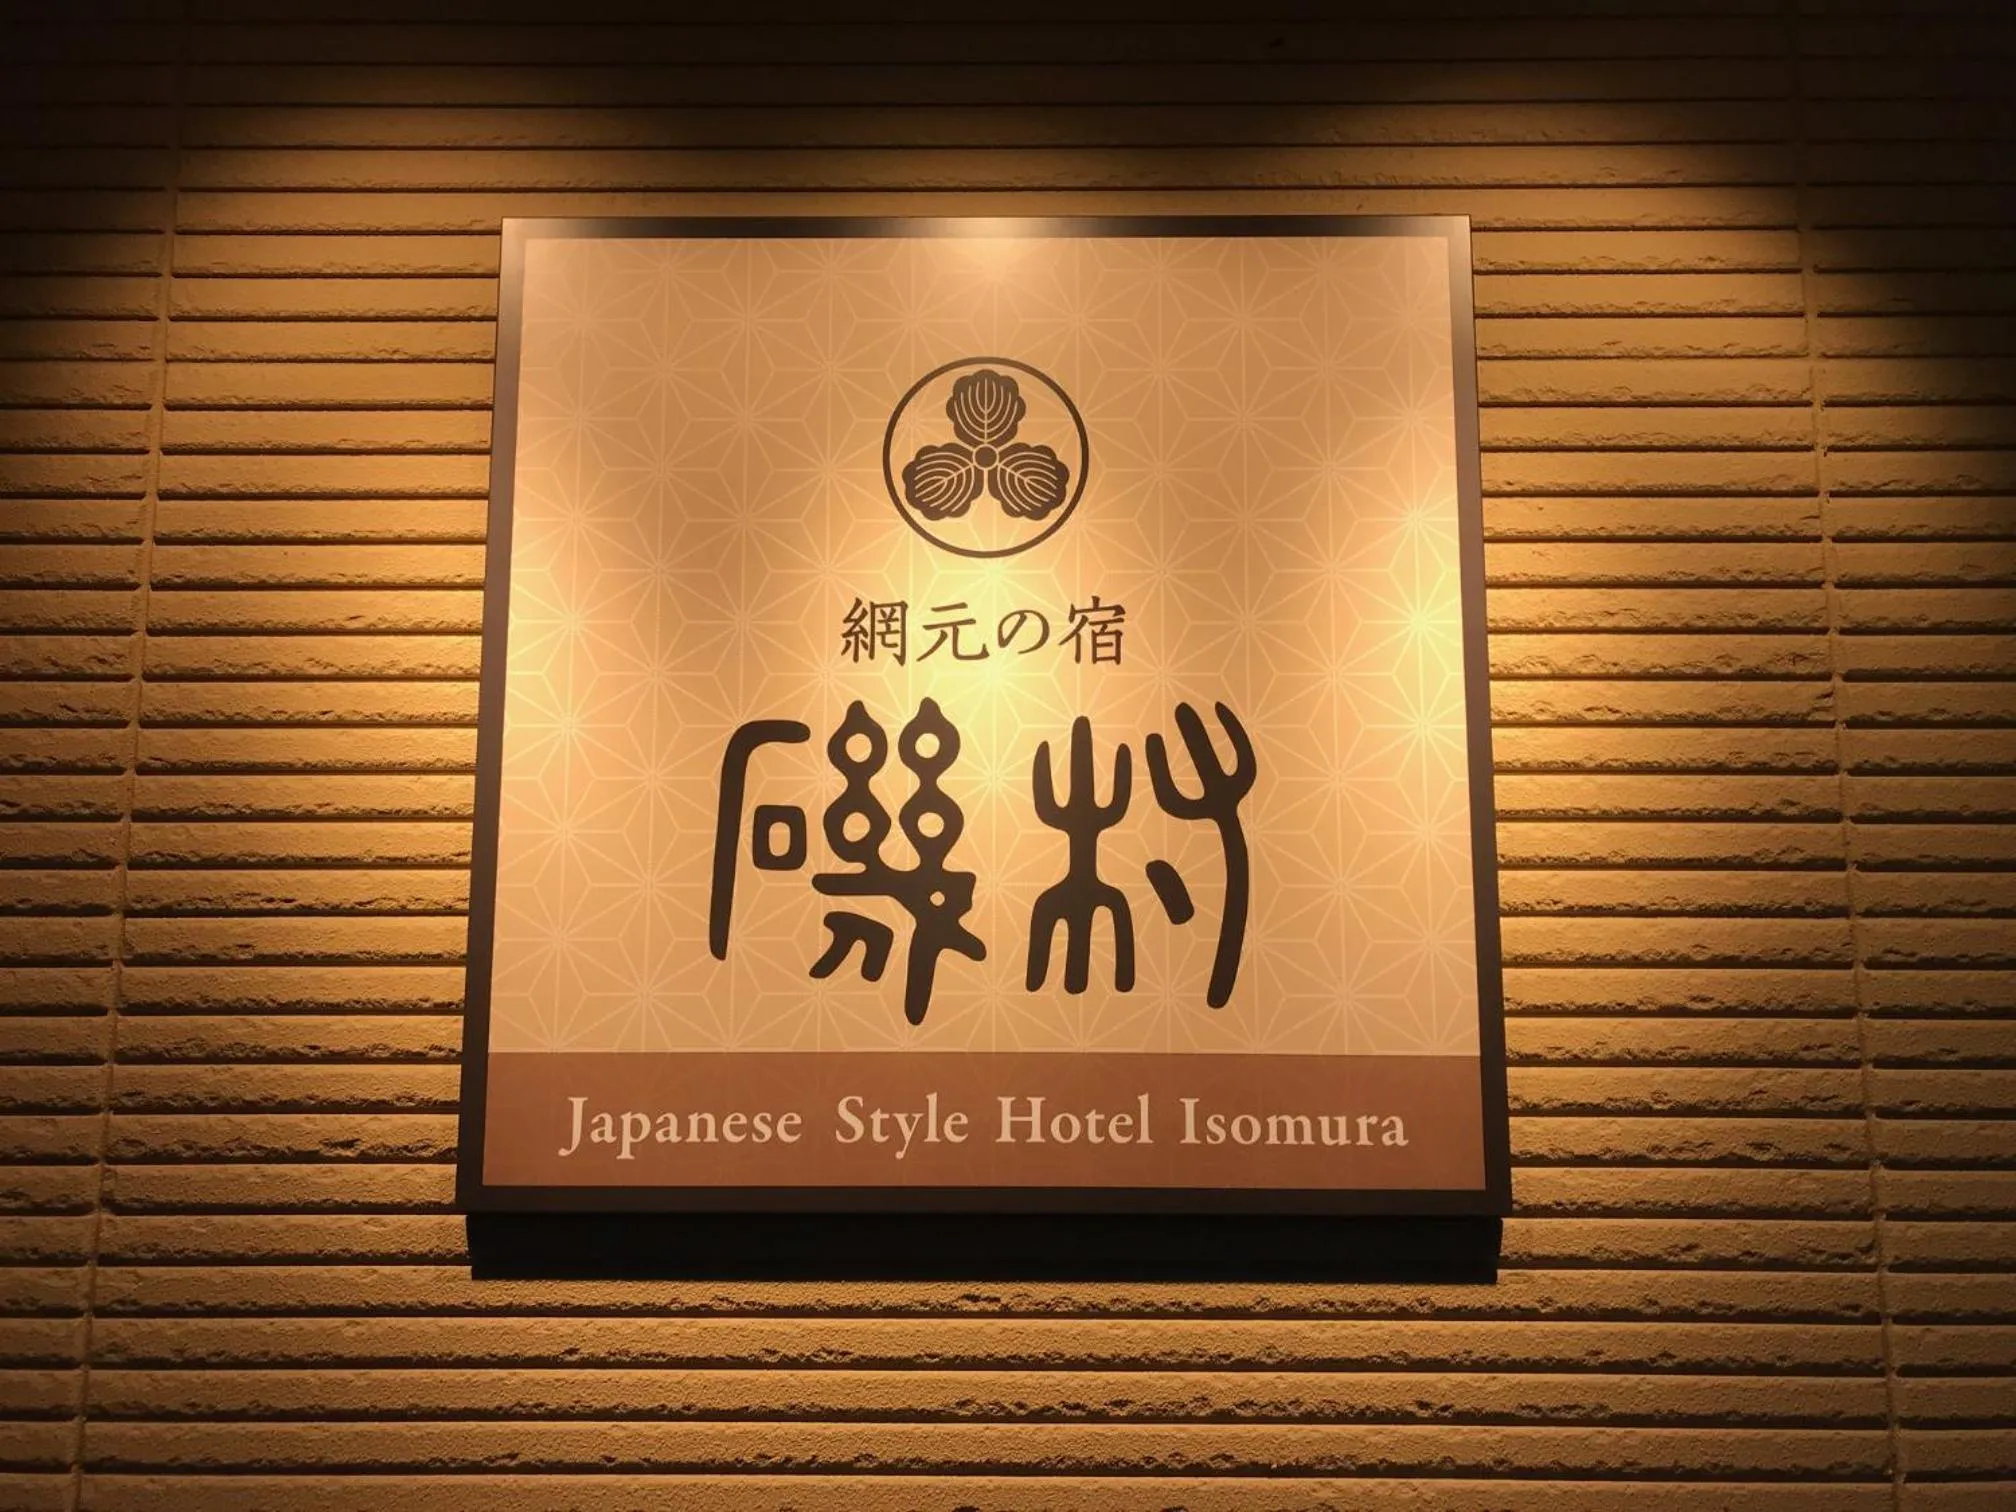 網元の宿
磯村
Japanese Style Hotel Isomura